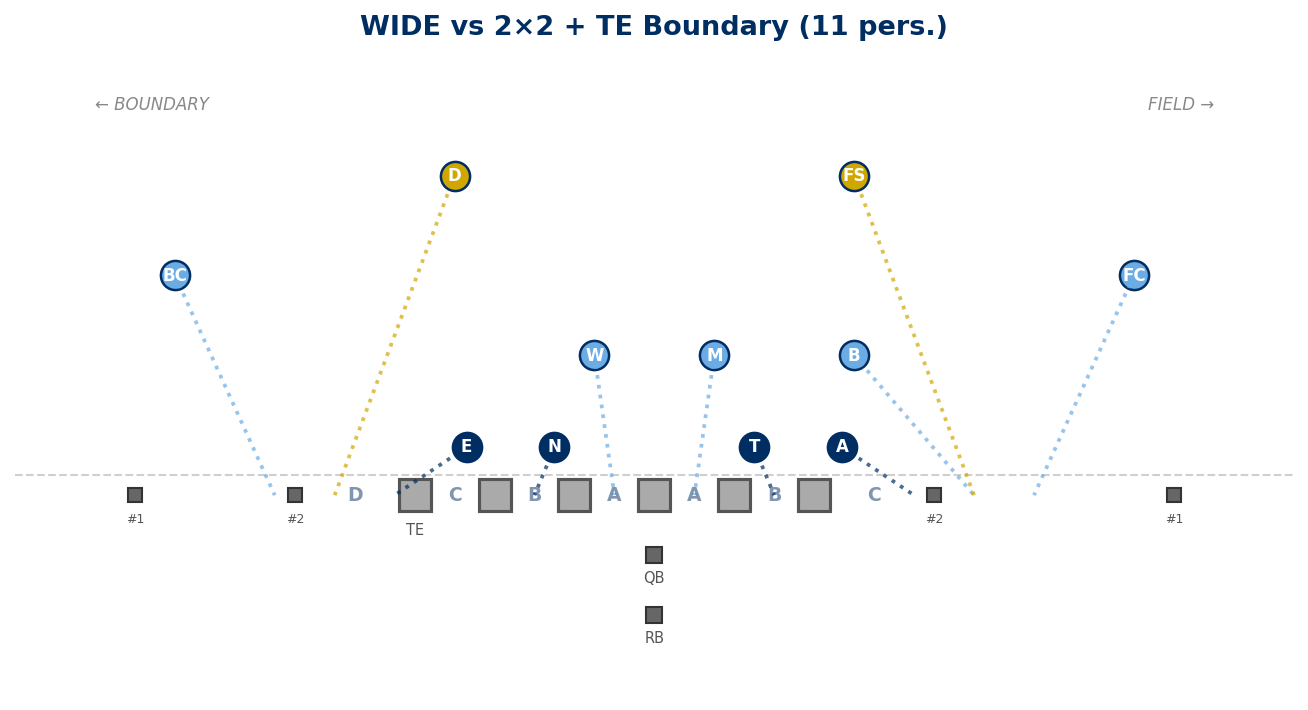 WIDE vs 2×2 + TE Boundary (11 pers.)
← BOUNDARY
FIELD →
D
FS
BC
FC
W
M
B
E
N
T
A
D
C
B
A
A
B
C
#1
#2
TE
#2
#1
QB
RB